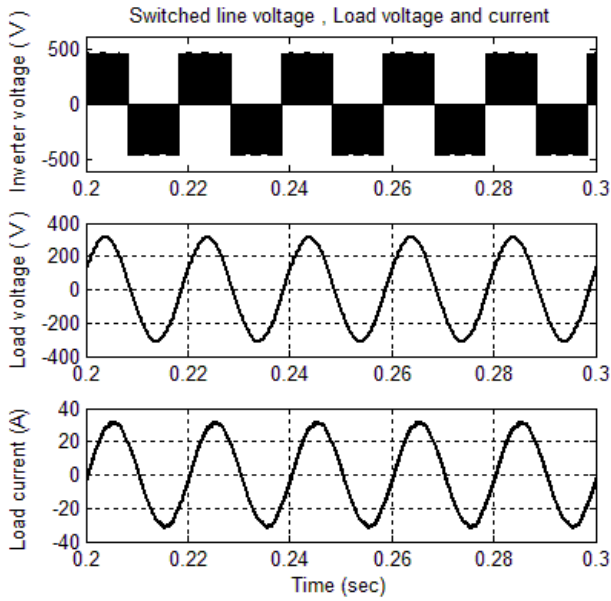 Switched line voltage , Load voltage and current
Inverter voltage (V)
500
0
-500
0.2 0.22 0.24 0.26 0.28 0.3
Load voltage (V)
400
200
0
-200
-400
0.2 0.22 0.24 0.26 0.28 0.3
Load current (A)
40
20
0
-20
-40
0.2 0.22 0.24 0.26 0.28 0.3
Time (sec)